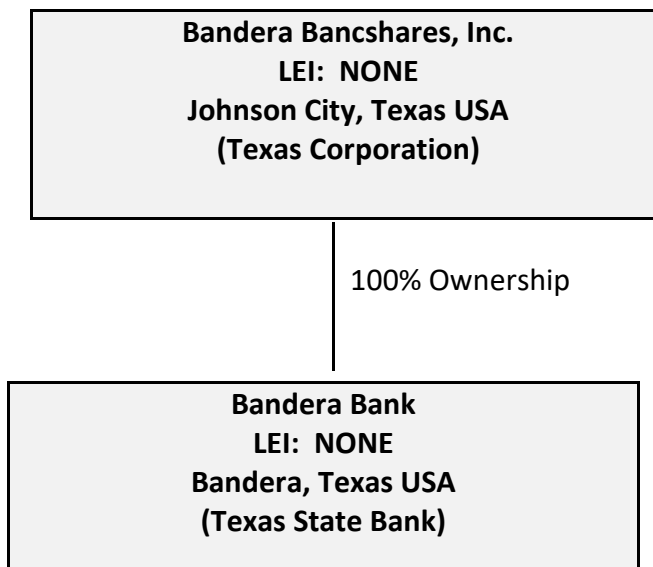 Bandera Bancshares, Inc.
LEI: NONE
Johnson City, Texas USA
(Texas Corporation)
100% Ownership
Bandera Bank
LEI: NONE
Bandera, Texas USA
(Texas State Bank)